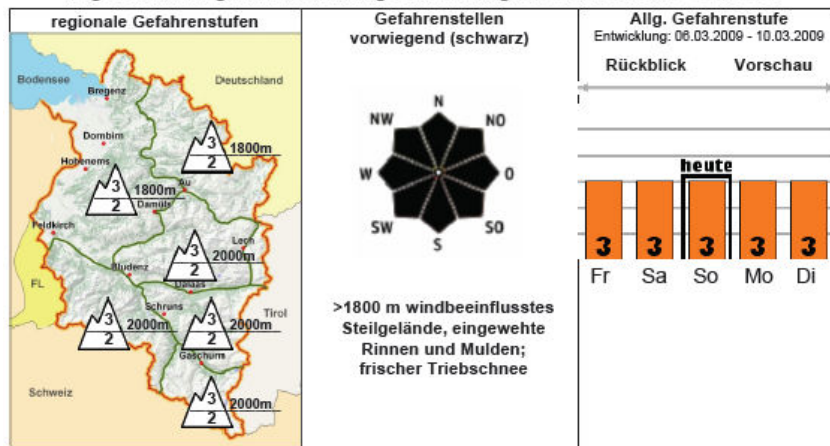 regionale Gefahrenstufen
Bodensee
Deutschland
Bregenz
Dornbirn
3
1800m
2
Hohenems
3
1800m
2
Au
Damüls
Feldkirch
3
2000m
2
Lech
Bludenz
FL
Dalaas
Schruns
Tirol
3
2000m
2
3
2000m
2
Gaschurn
Schweiz
3
2000m
2
Gefahrenstellen
vorwiegend (schwarz)
N
NW
NO
W
O
SW
SO
S
>1800 m windbeeinflusstes
Steilgelände, eingewehte
Rinnen und Mulden;
frischer Triebschnee
Allg. Gefahrenstufe
Entwicklung: 06.03.2009 - 10.03.2009
Rückblick Vorschau
heute
3 3 3 3 3
Fr Sa So Mo Di